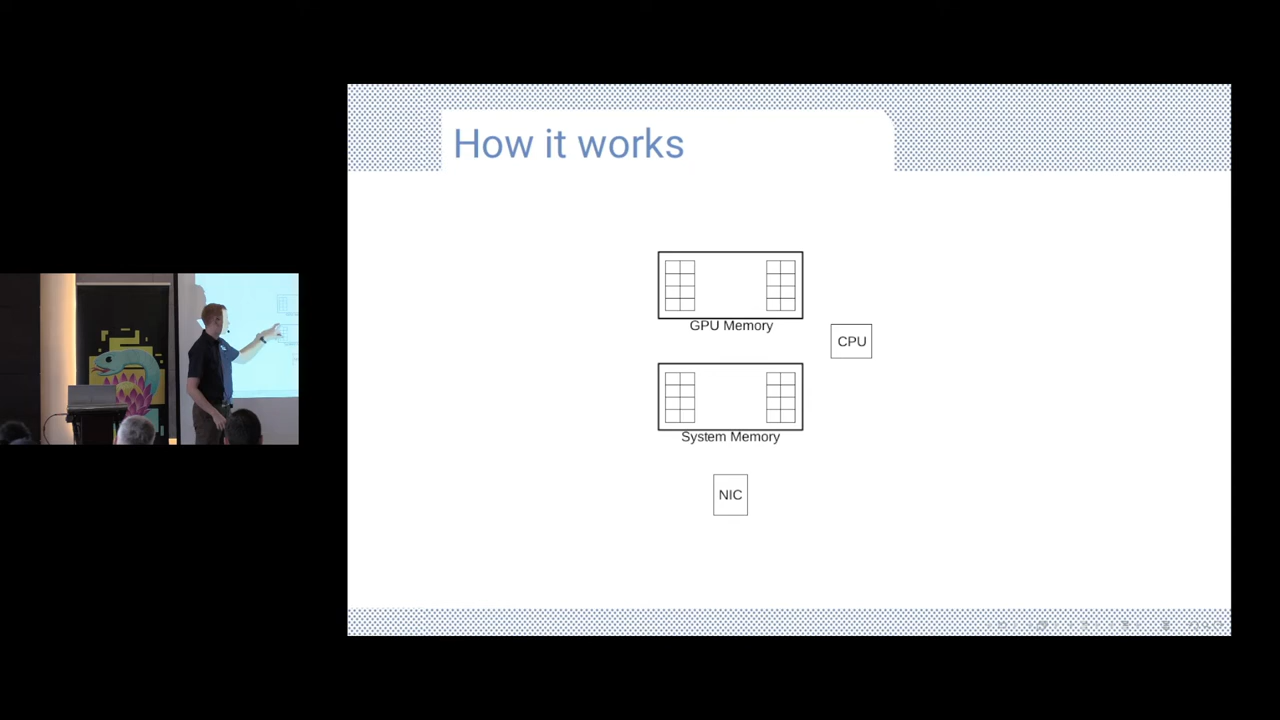 How it works
GPU Memory
CPU
System Memory
NIC